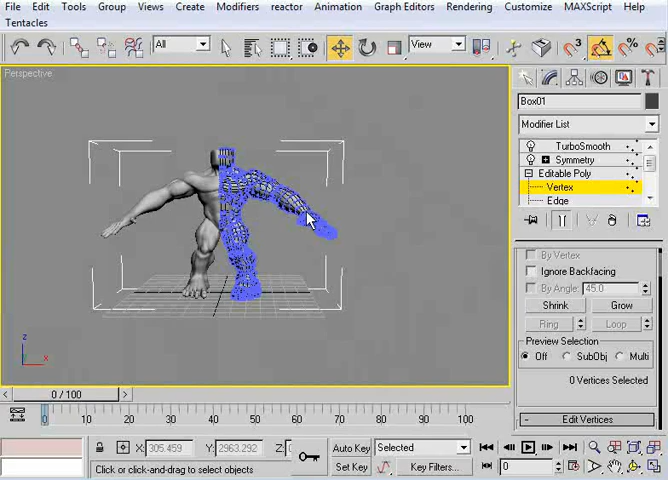 File Edit Tools Group Views Create Modifiers reactor Animation Graph Editors Rendering Customize MAXScript Help
Tentacles
All
View
Perspective
Box01
Modifier List
TurboSmooth
Symmetry
Editable Poly
Vertex
Edge
By Vertex
Ignore Backfacing
By Angle: 45.0
Shrink Grow
Ring Loop
Preview Selection
Off SubObj Multi
0 Vertices Selected
Edit Vertices
z
x
0 / 100
0 10 20 30 40 50 60 70 80 90 100
X: 305.459 Y: 2963.292 Z:
Auto Key Selected
Click or click-and-drag to select objects
Set Key Key Filters... 0